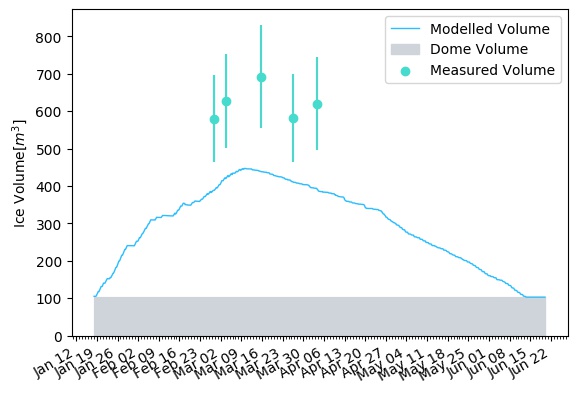 800
700
600
500
400
300
200
100
0
Ice Volume[m³]
Modelled Volume
Dome Volume
Measured Volume
Jan 12
Jan 19
Jan 26
Feb 02
Feb 09
Feb 16
Feb 23
Mar 02
Mar 09
Mar 16
Mar 23
Mar 30
Apr 06
Apr 13
Apr 20
Apr 27
May 04
May 11
May 18
May 25
Jun 01
Jun 08
Jun 15
Jun 22